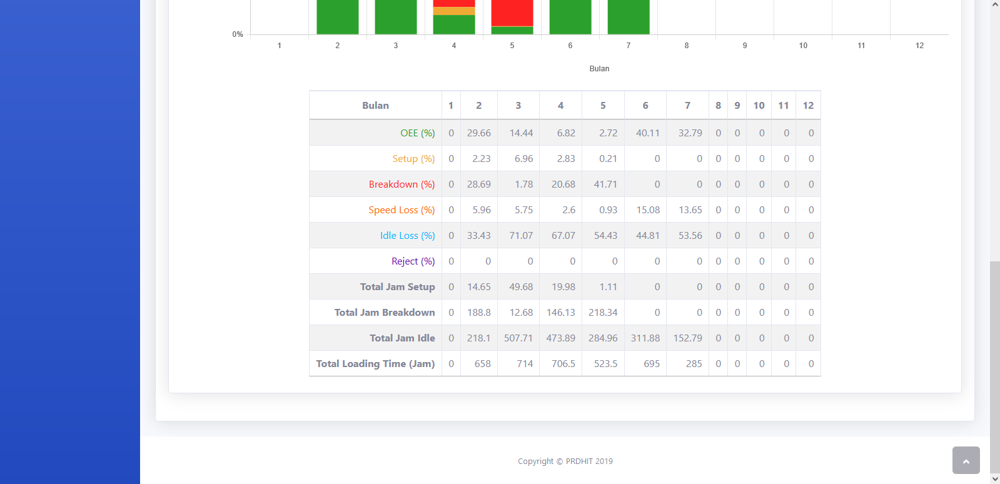 0%
1 2 3 4 5 6 7 8 9 10 11 12
Bulan
Bulan 1 2 3 4 5 6 7 8 9 10 11 12
OEE (%) 0 29.66 14.44 6.82 2.72 40.11 32.79 0 0 0 0 0
Setup (%) 0 2.23 6.96 2.83 0.21 0 0 0 0 0 0 0
Breakdown (%) 0 28.69 1.78 20.68 41.71 0 0 0 0 0 0 0
Speed Loss (%) 0 5.96 5.75 2.6 0.93 15.08 13.65 0 0 0 0 0
Idle Loss (%) 0 33.43 71.07 67.07 54.43 44.81 53.56 0 0 0 0 0
Reject (%) 0 0 0 0 0 0 0 0 0 0 0 0
Total Jam Setup 0 14.65 49.68 19.98 1.11 0 0 0 0 0 0 0
Total Jam Breakdown 0 188.8 12.68 146.13 218.34 0 0 0 0 0 0 0
Total Jam Idle 0 218.1 507.71 473.89 284.96 311.88 152.79 0 0 0 0 0
Total Loading Time (Jam) 0 658 714 706.5 523.5 695 285 0 0 0 0 0
Copyright © PRDHIT 2019